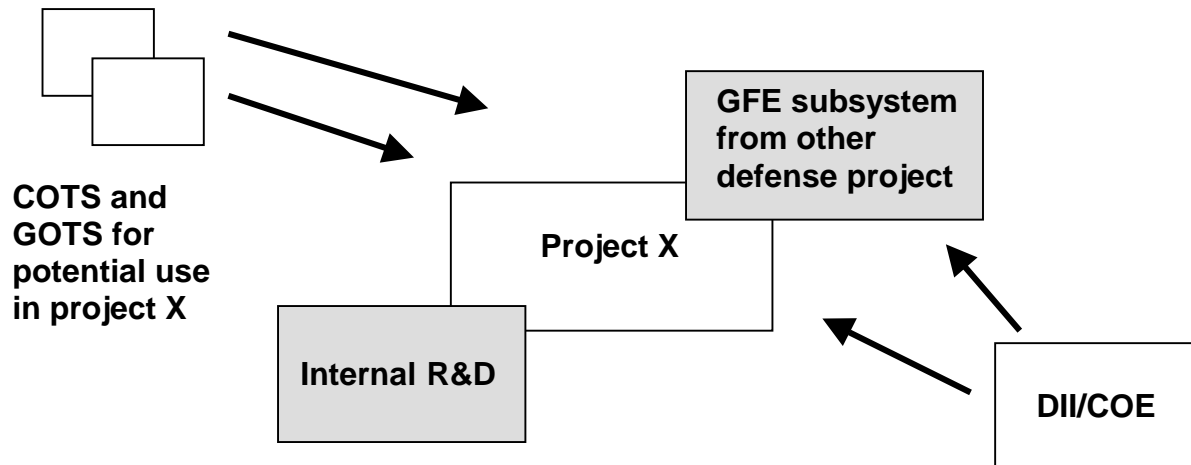 COTS and
GOTS for
potential use
in project X
GFE subsystem
from other
defense project
Project X
Internal R&D
DII/COE